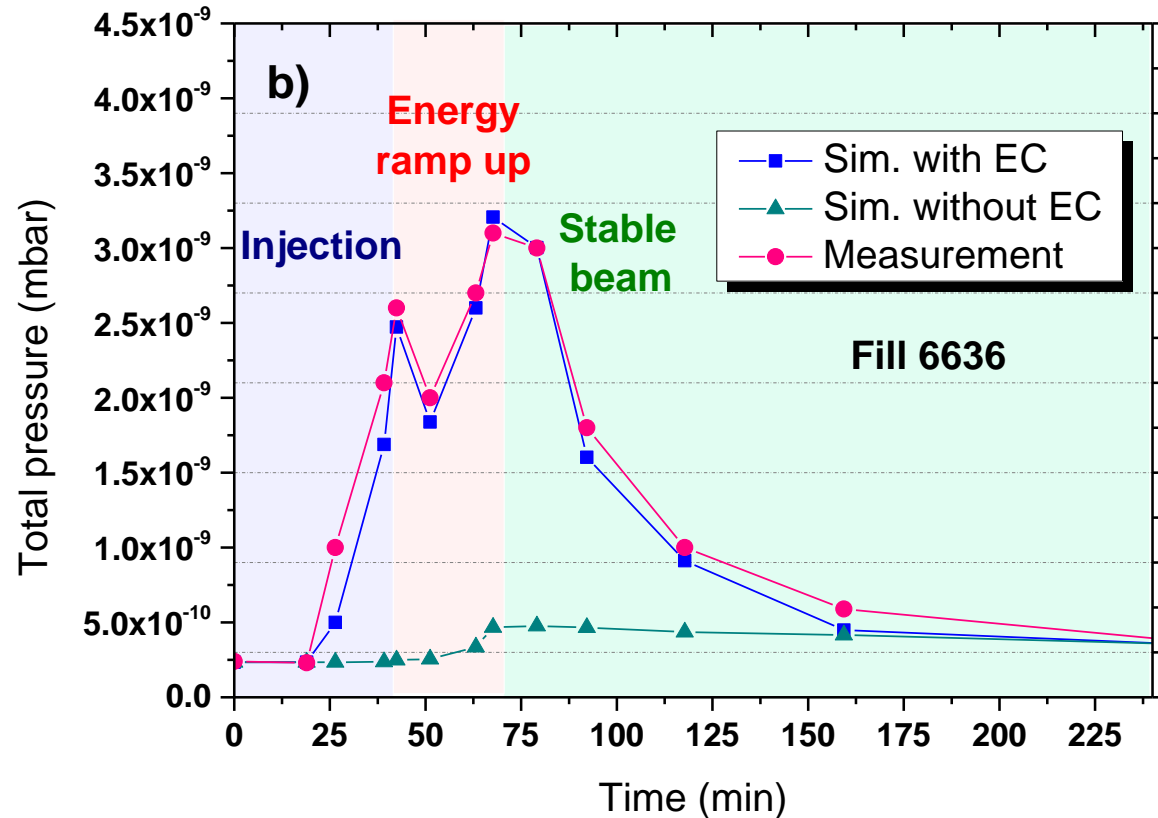 b)
Energy
ramp up
Injection
Stable
beam
Fill 6636
Sim. with EC
Sim. without EC
Measurement
4.5x10⁻⁹
4.0x10⁻⁹
3.5x10⁻⁹
3.0x10⁻⁹
2.5x10⁻⁹
2.0x10⁻⁹
1.5x10⁻⁹
1.0x10⁻⁹
5.0x10⁻¹⁰
0.0
Total pressure (mbar)
0 25 50 75 100 125 150 175 200 225
Time (min)